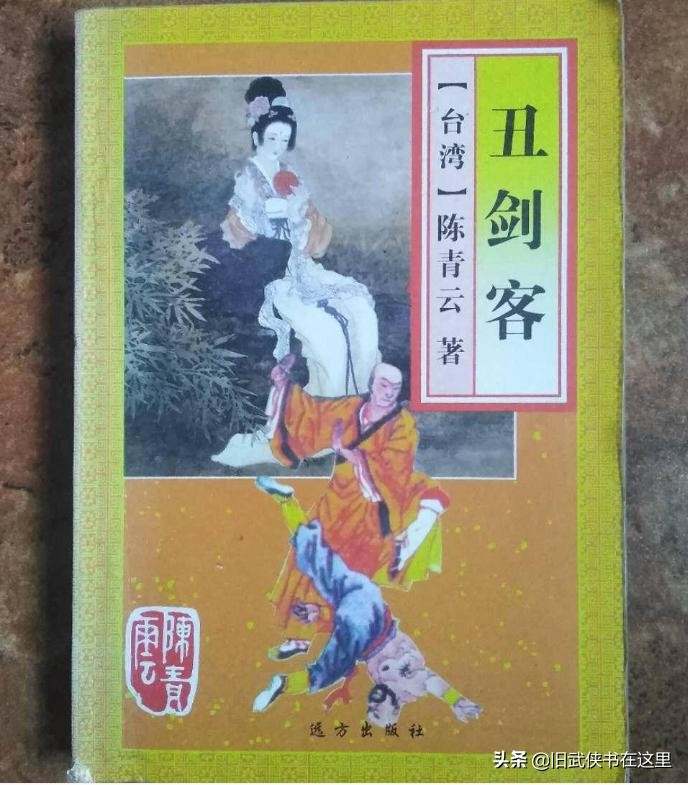 丑剑客
【台湾】陈青云 著
陳青雲
远方出版社
头条 @旧武侠书在这里